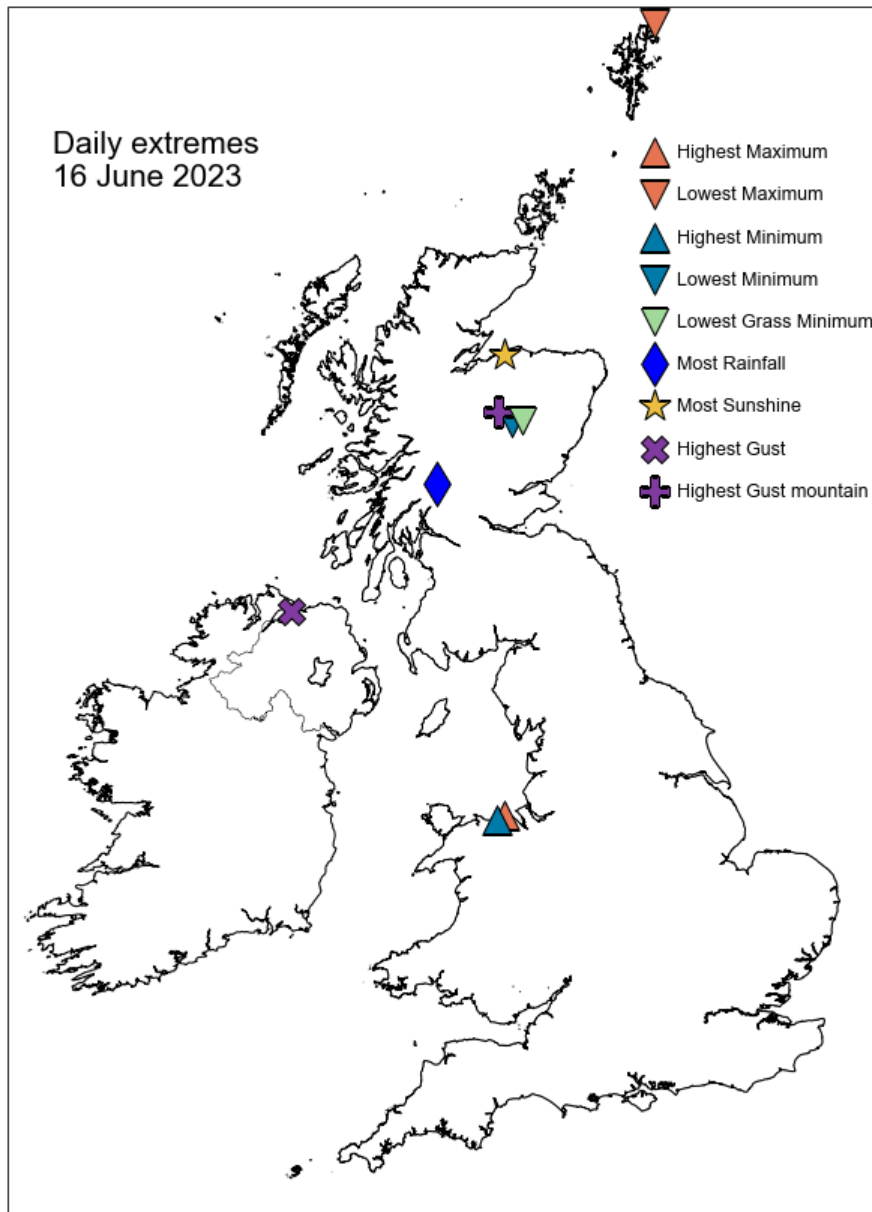 Daily extremes
16 June 2023
Highest Maximum
Lowest Maximum
Highest Minimum
Lowest Minimum
Lowest Grass Minimum
Most Rainfall
Most Sunshine
Highest Gust
Highest Gust mountain